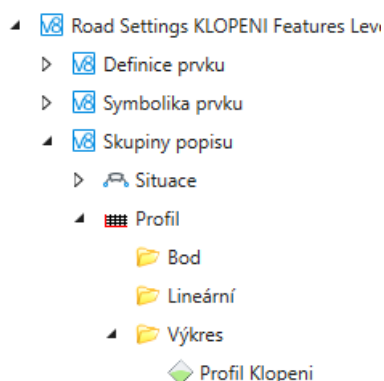 Road Settings KLOPENI Features Leve
Definice prvku
Symbolika prvku
Skupiny popisu
Situace
Profil
Bod
Lineární
Výkres
Profil Klopeni